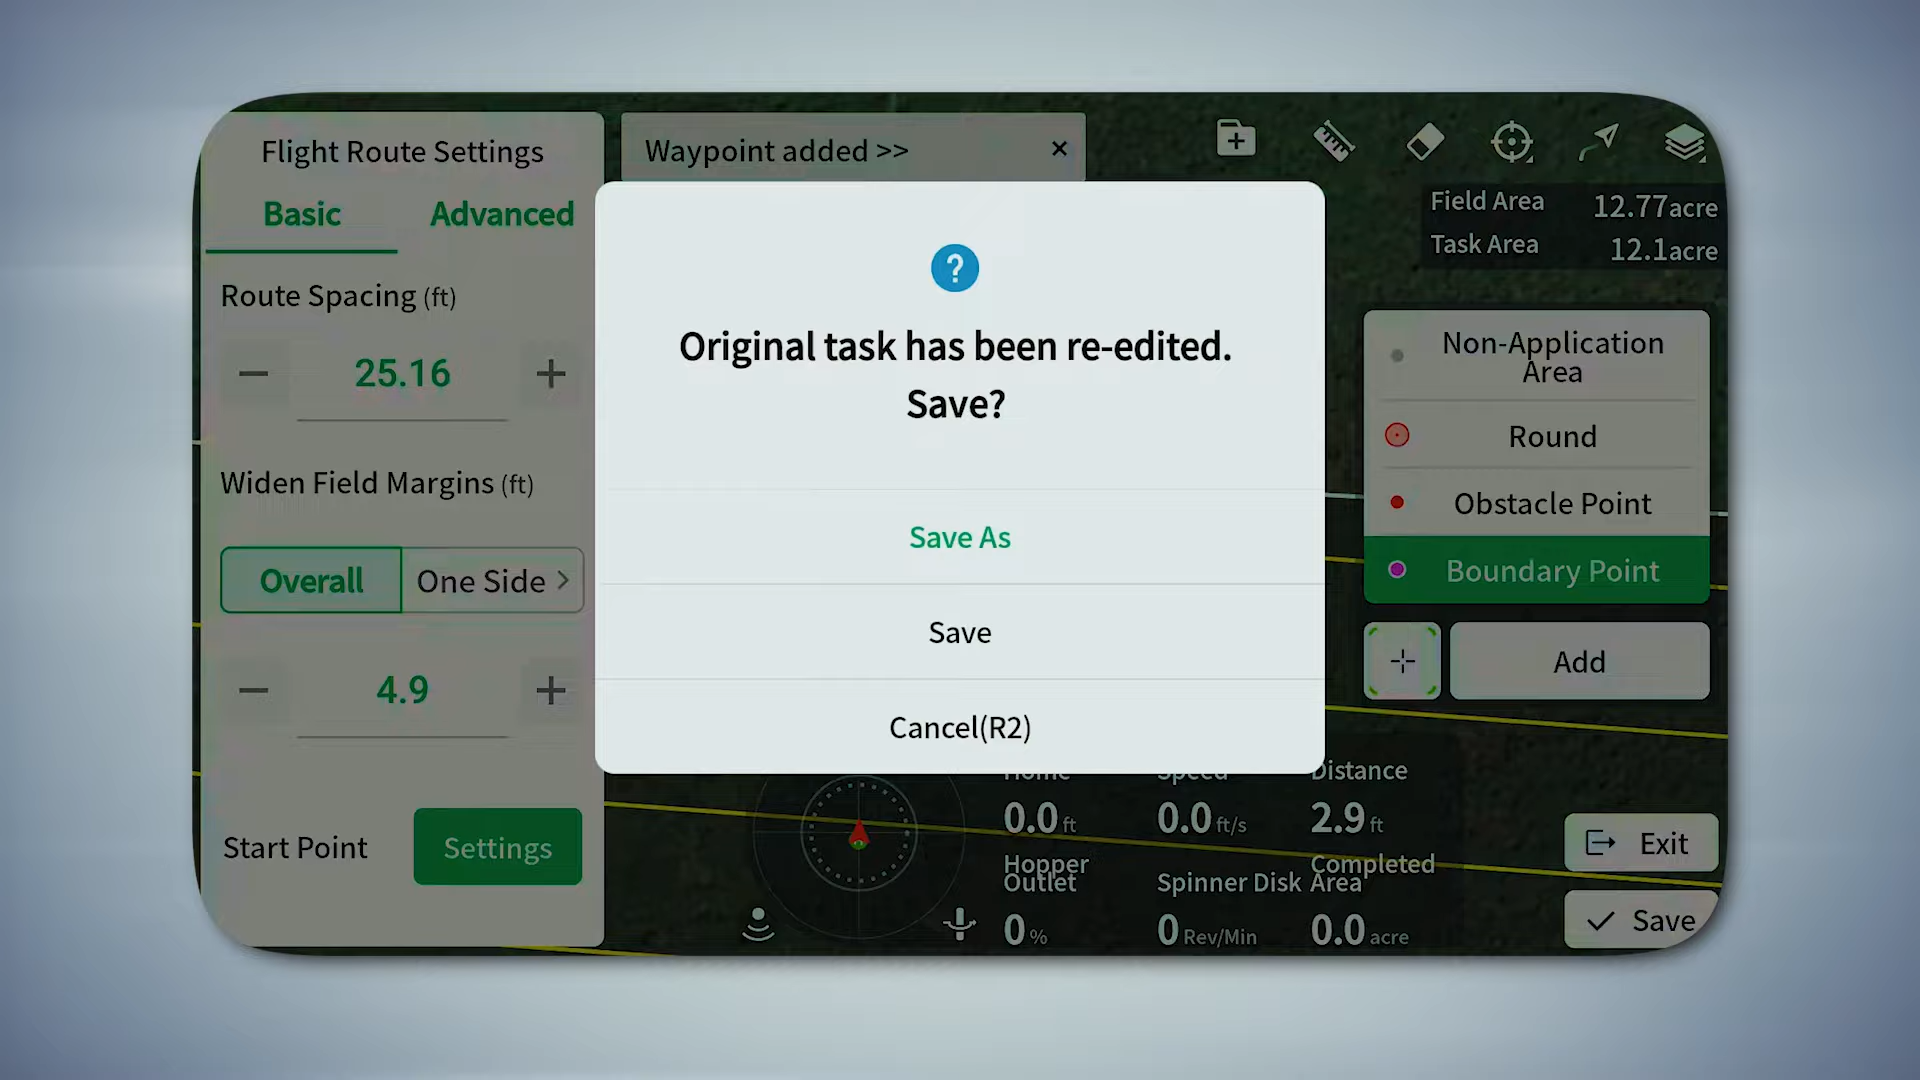 Flight Route Settings
Basic
Advanced
Route Spacing (ft)
25.16
Widen Field Margins (ft)
Overall
One Side >
4.9
Start Point
Settings
Waypoint added >>
Original task has been re-edited.
Save?
Save As
Save
Cancel(R2)
Field Area 12.77acre
Task Area 12.1acre
Non-Application
Area
Round
Obstacle Point
Boundary Point
Add
Home Speed Distance
0.0 ft 0.0 ft/s 2.9 ft
Hopper
Outlet
Spinner Disk
Completed
Area
0 % 0 Rev/Min 0.0 acre
Exit
Save